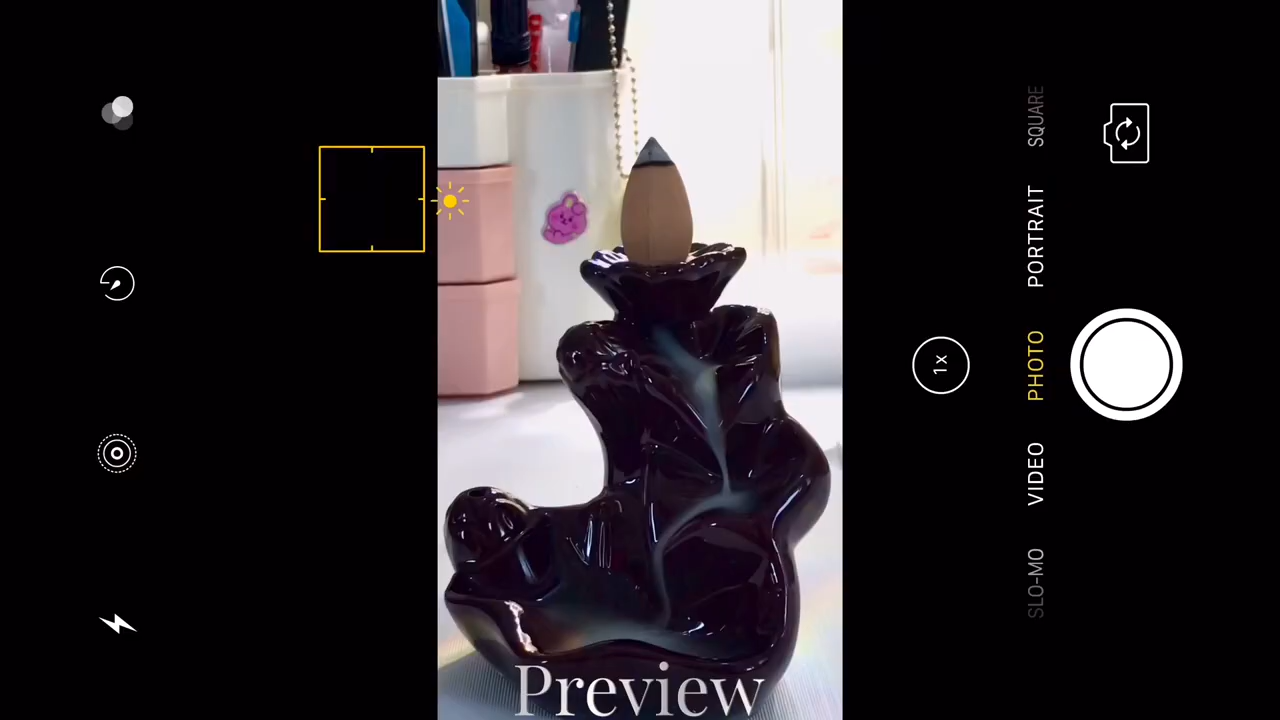 SQUARE
PORTRAIT
1x
PHOTO
VIDEO
SLO-MO
Preview